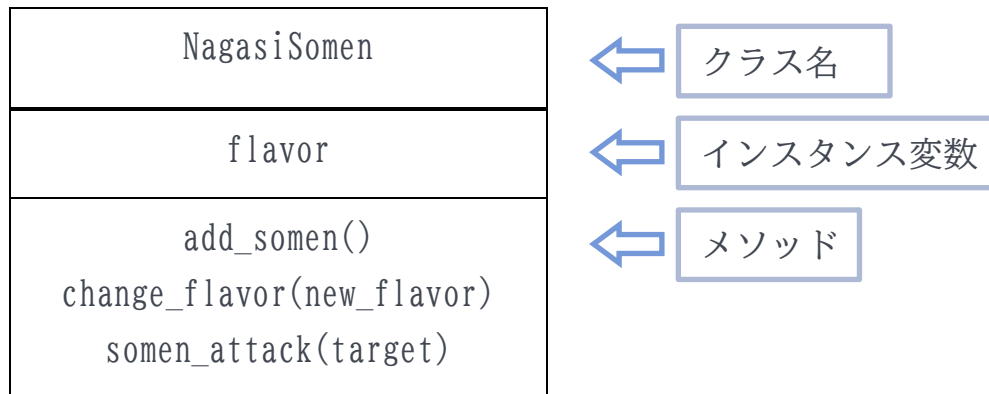 NagasiSomen
クラス名
flavor
インスタンス変数
add_somen()
メソッド
change_flavor(new_flavor)
somen_attack(target)